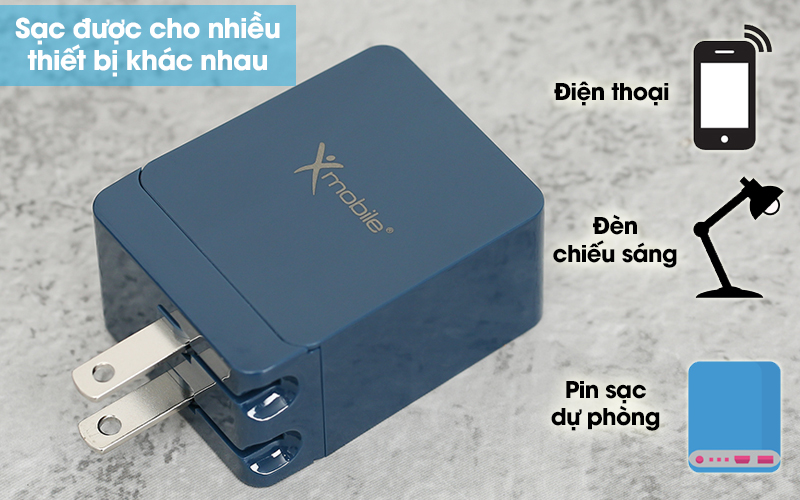 Sạc được cho nhiều
thiết bị khác nhau
Xmobile®
Điện thoại
Đèn
chiếu sáng
Pin sạc
dự phòng